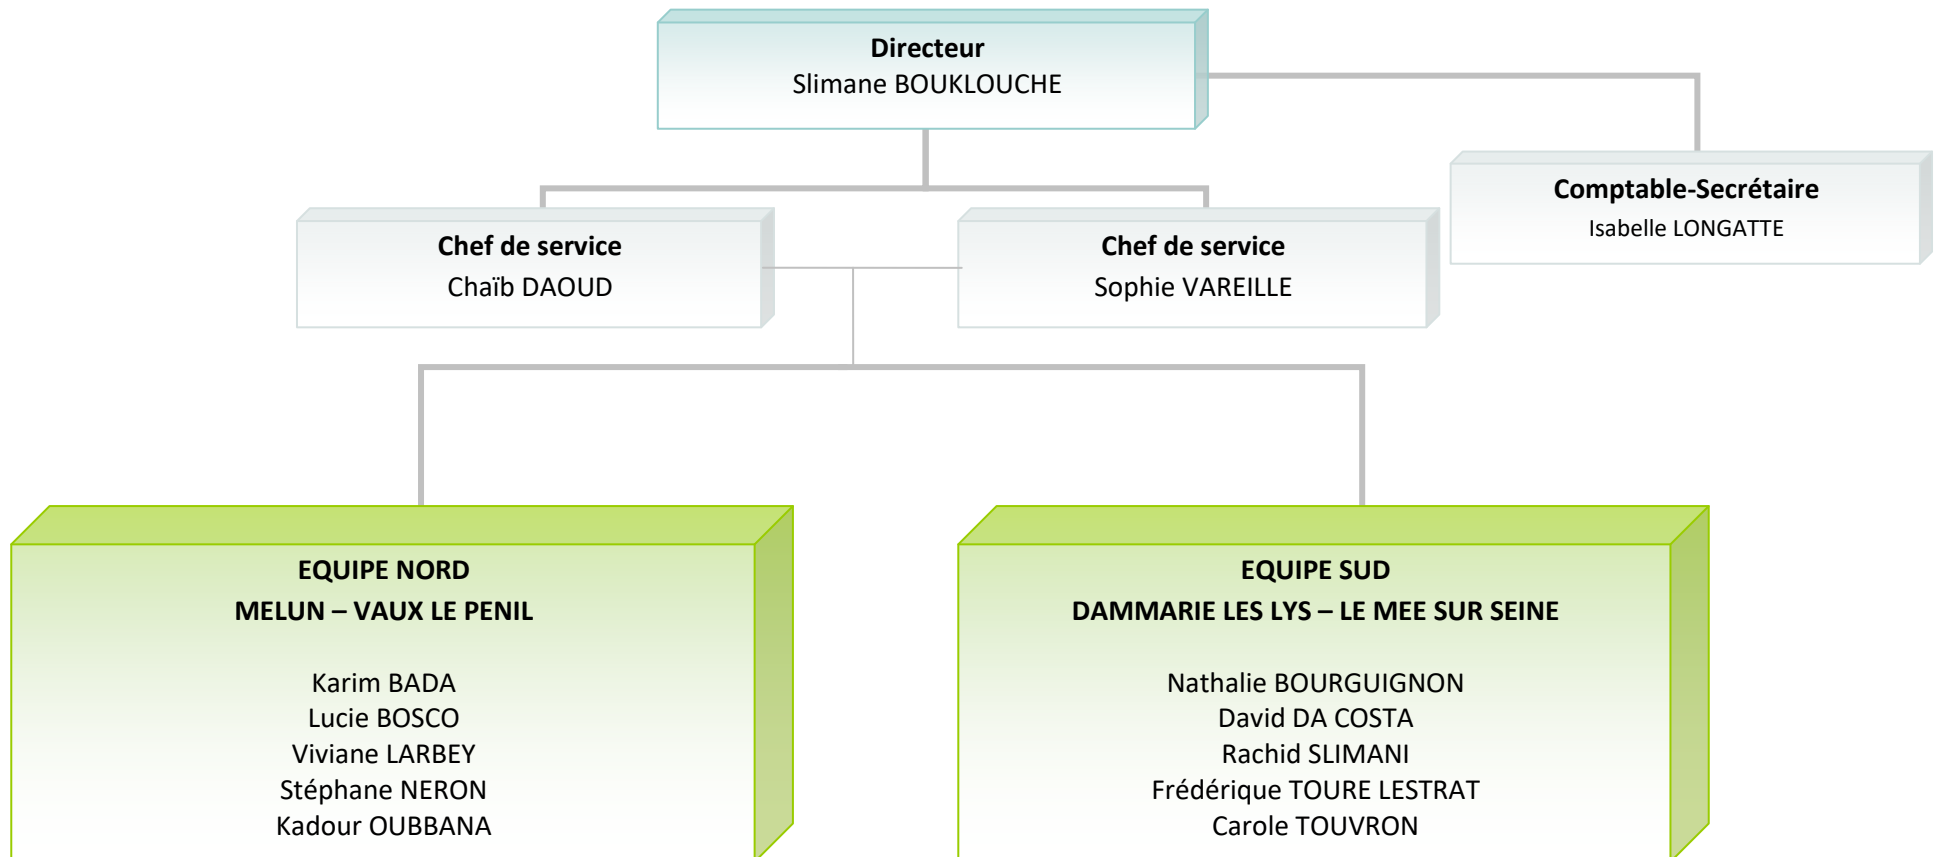 Directeur
Slimane BOUKLOUCHE
Comptable-Secrétaire
Isabelle LONGATTE
Chef de service
Chaïb DAOUD
Chef de service
Sophie VAREILLE
EQUIPE NORD
MELUN – VAUX LE PENIL
Karim BADA
Lucie BOSCO
Viviane LARBEY
Stéphane NERON
Kadour OUBBANA
EQUIPE SUD
DAMMARIE LES LYS – LE MEE SUR SEINE
Nathalie BOURGUIGNON
David DA COSTA
Rachid SLIMANI
Frédérique TOURE LESTRAT
Carole TOUVRON